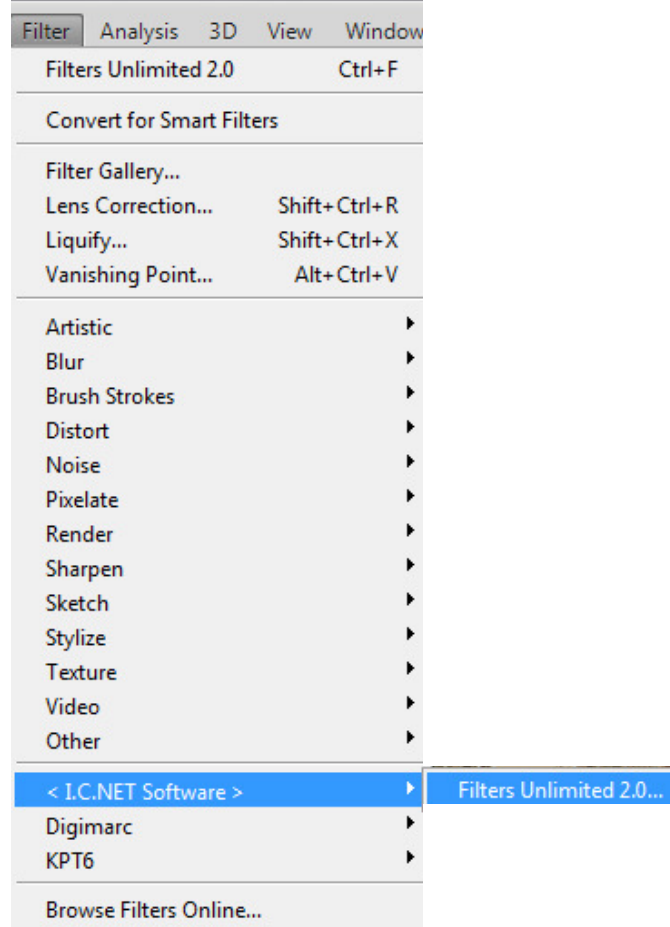 Filter Analysis 3D View Window
Filters Unlimited 2.0 Ctrl+F
Convert for Smart Filters
Filter Gallery...
Lens Correction... Shift+Ctrl+R
Liquify... Shift+Ctrl+X
Vanishing Point... Alt+Ctrl+V
Artistic
Blur
Brush Strokes
Distort
Noise
Pixelate
Render
Sharpen
Sketch
Stylize
Texture
Video
Other
< I.C.NET Software > Filters Unlimited 2.0...
Digimarc
KPT6
Browse Filters Online...